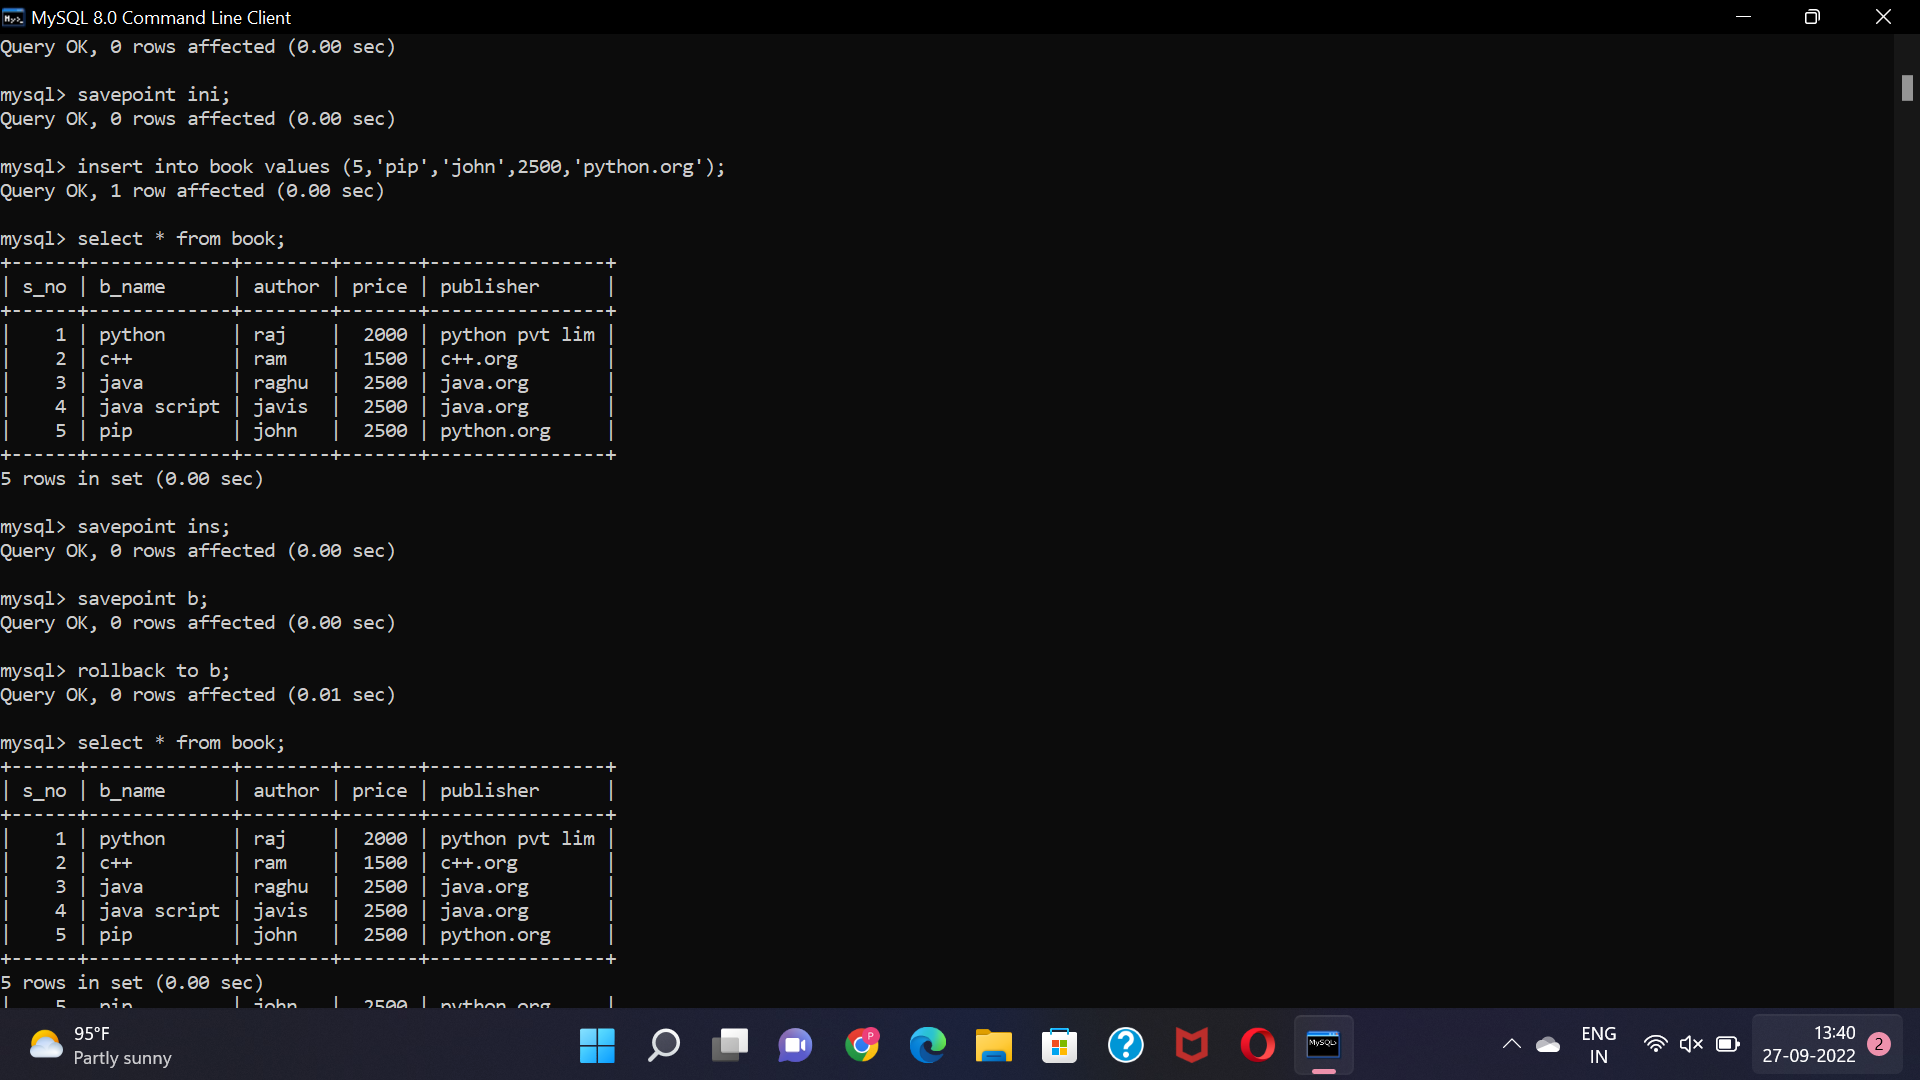 MySQL 8.0 Command Line Client
Query OK, 0 rows affected (0.00 sec)
mysql> savepoint ini;
Query OK, 0 rows affected (0.00 sec)
mysql> insert into book values (5,'pip','john',2500,'python.org');
Query OK, 1 row affected (0.00 sec)
mysql> select * from book;
+------+-------------+--------+-------+----------------+
| s_no | b_name      | author | price | publisher      |
+------+-------------+--------+-------+----------------+
|    1 | python      | raj    |  2000 | python pvt lim |
|    2 | c++         | ram    |  1500 | c++.org        |
|    3 | java        | raghu  |  2500 | java.org       |
|    4 | java script | javis  |  2500 | java.org       |
|    5 | pip         | john   |  2500 | python.org     |
+------+-------------+--------+-------+----------------+
5 rows in set (0.00 sec)
mysql> savepoint ins;
Query OK, 0 rows affected (0.00 sec)
mysql> savepoint b;
Query OK, 0 rows affected (0.00 sec)
mysql> rollback to b;
Query OK, 0 rows affected (0.01 sec)
mysql> select * from book;
+------+-------------+--------+-------+----------------+
| s_no | b_name      | author | price | publisher      |
+------+-------------+--------+-------+----------------+
|    1 | python      | raj    |  2000 | python pvt lim |
|    2 | c++         | ram    |  1500 | c++.org        |
|    3 | java        | raghu  |  2500 | java.org       |
|    4 | java script | javis  |  2500 | java.org       |
|    5 | pip         | john   |  2500 | python.org     |
+------+-------------+--------+-------+----------------+
5 rows in set (0.00 sec)
|    5   pip         | john   |  2500 | python.org     |
95°F
Partly sunny
P
MySQL>
ENG
IN
13:40
27-09-2022
2